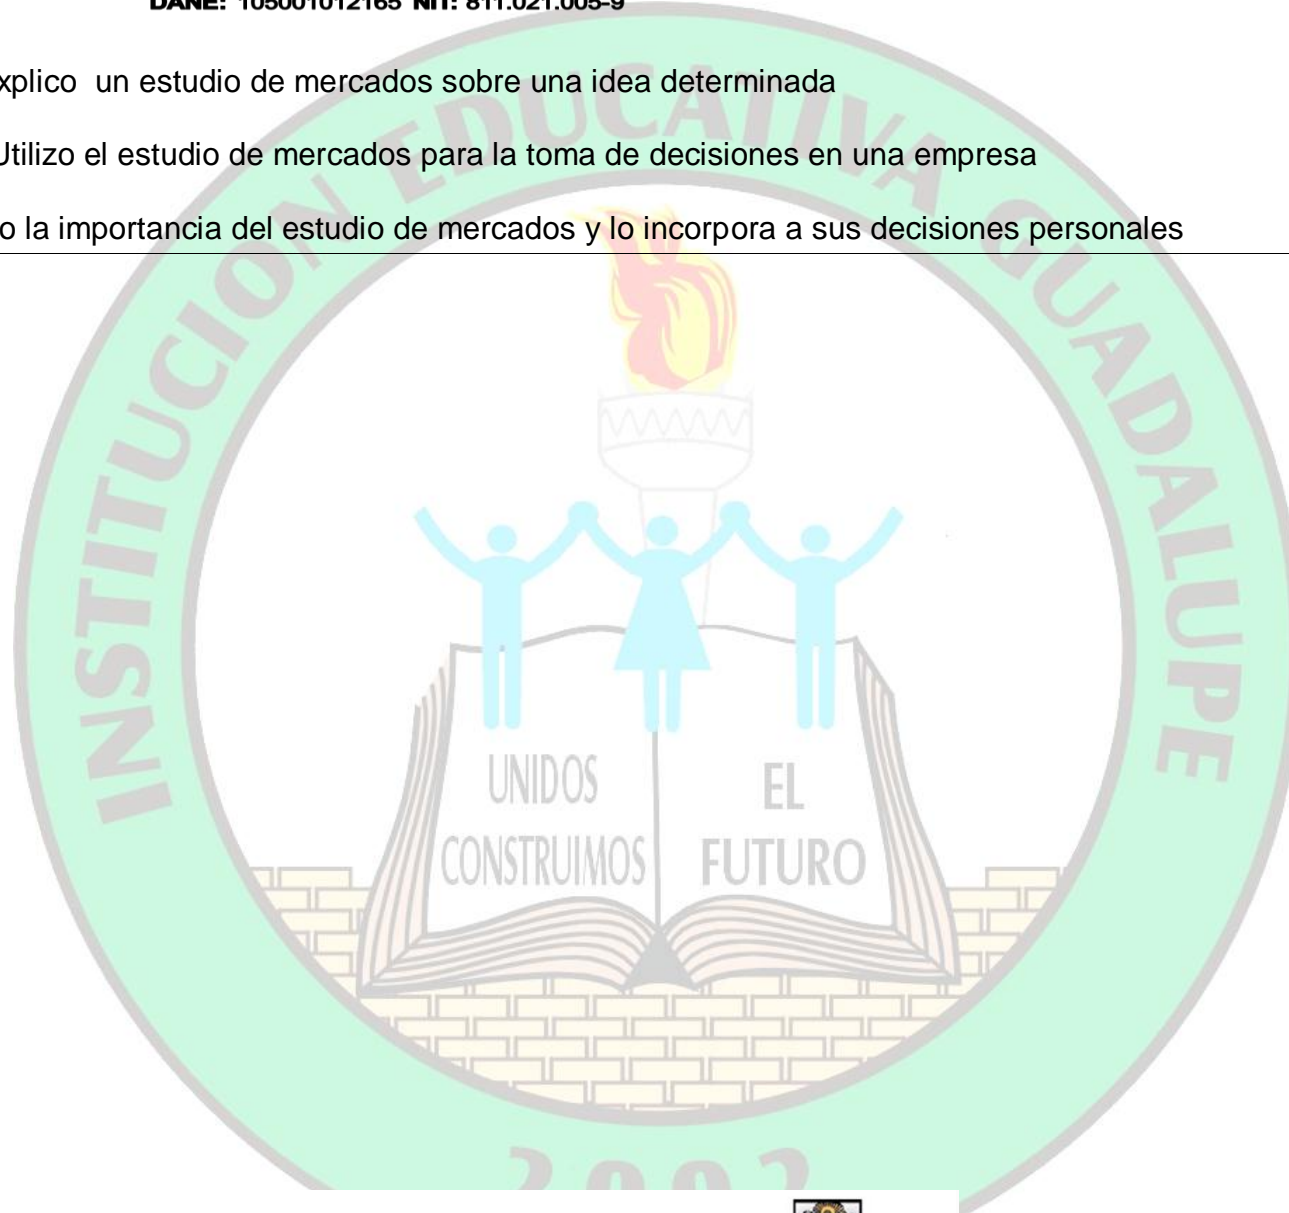 DANE: 105001012165 NIT: 811.021.005-9
xplico un estudio de mercados sobre una idea determinada
Utilizo el estudio de mercados para la toma de decisiones en una empresa
o la importancia del estudio de mercados y lo incorpora a sus decisiones personales
INSTITUCION EDUCATIVA GUADALUPE
UNIDOS EL
CONSTRUIMOS FUTURO
2002